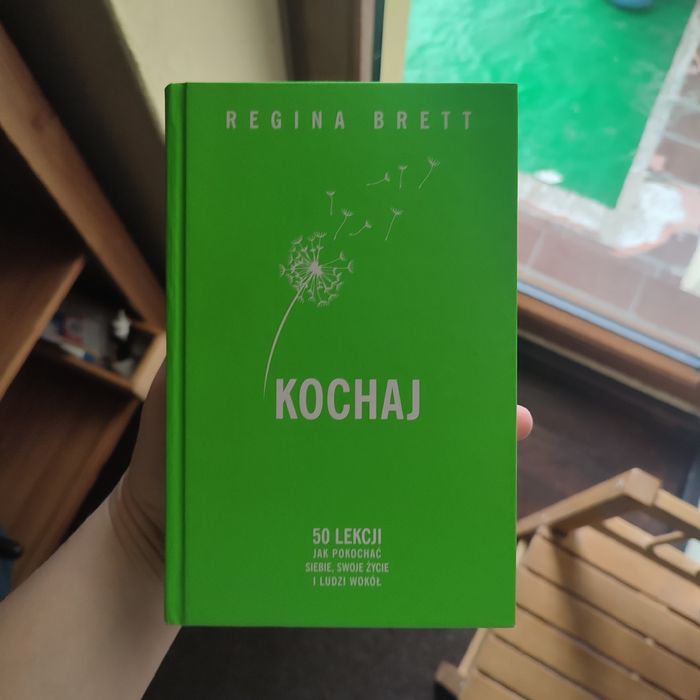 REGINA BRETT
KOCHAJ
50 LEKCJI
JAK POKOCHAĆ
SIEBIE, SWOJE ŻYCIE
I LUDZI WOKÓŁ